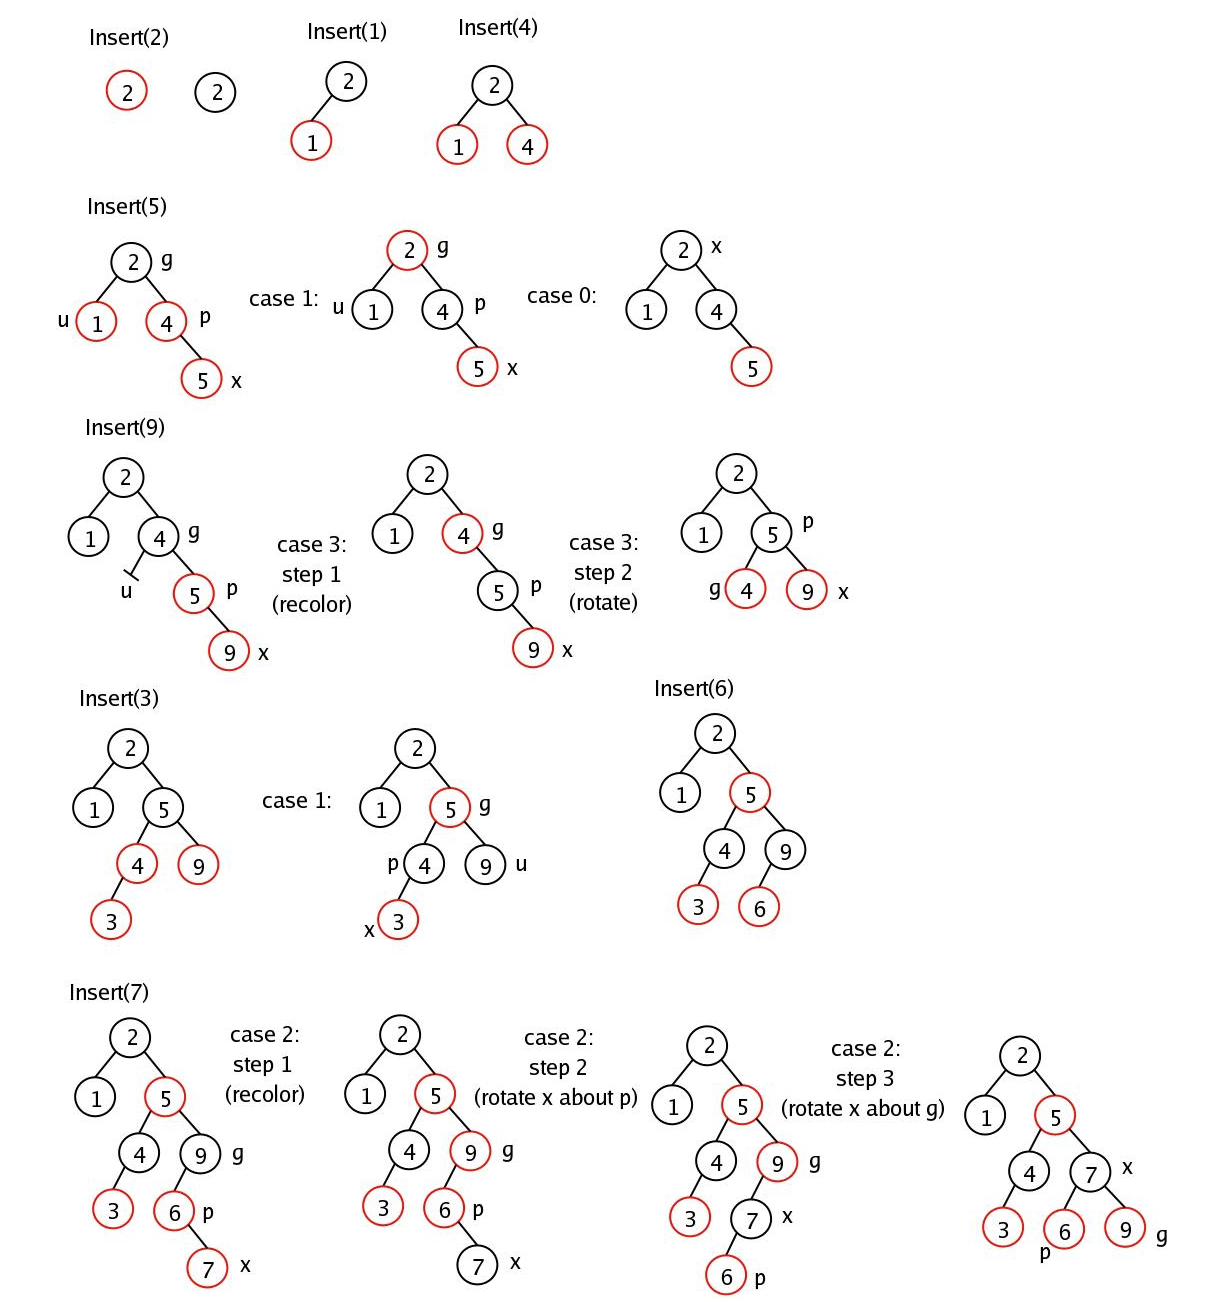 Insert(2)
Insert(1)
Insert(4)
2
2
2
1
2
1 4
Insert(5)
2 g
u 1 4 p
5 x
case 1:
2 g
u 1 4 p
5 x
case 0:
2 x
1 4
5
Insert(9)
2
1 4 g
u 5 p
9 x
case 3:
step 1
(recolor)
2
1 4 g
5 p
9 x
case 3:
step 2
(rotate)
2
1 5 p
g 4 9 x
Insert(3)
2
1 5
4 9
3
case 1:
2
1 5 g
p 4 9 u
x 3
Insert(6)
2
1 5
4 9
3 6
Insert(7)
2
1 5
4 9 g
3 6 p
7 x
case 2:
step 1
(recolor)
2
1 5
4 9 g
3 6 p
7 x
case 2:
step 2
(rotate x about p)
2
1 5
4 9 g
3 7 x
6 p
case 2:
step 3
(rotate x about g)
2
1 5
4 7 x
3 6 9 g
p